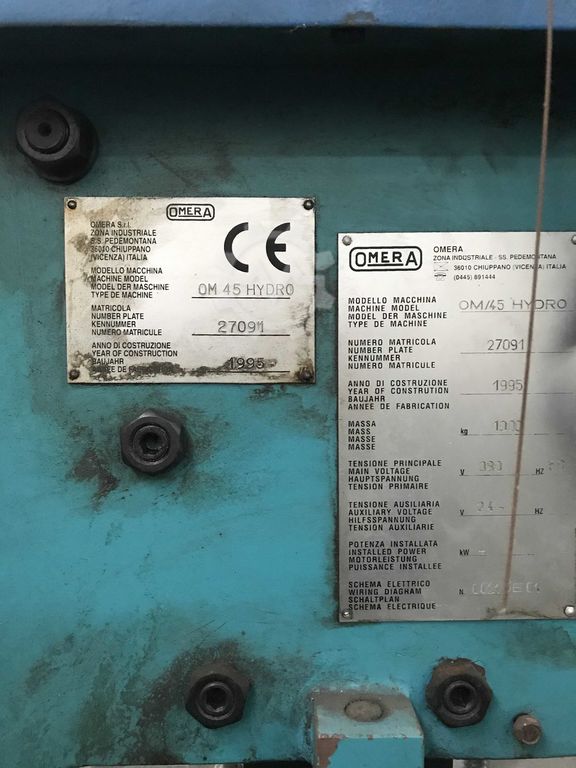 OMERA
OMERA S.r.l.
ZONA INDUSTRIALE
S.S. PEDEMONTANA
36010 CHIUPPANO
(VICENZA) ITALIA
CE
MODELLO MACCHINA
MACHINE MODEL
MODEL DER MASCHINE
TYPE DE MACHINE
OM 45 HYDRO
MATRICOLA
NUMBER PLATE
KENNUMMER
NUMERO MATRICULE
27091
ANNO DI COSTRUZIONE
YEAR OF CONSTRUCTION
BAUJAHR
ANNEE DE FABRICATION
1995
OMERA
OMERA
ZONA INDUSTRIALE - SS. PEDEMONTANA
36010 CHIUPPANO (VICENZA) ITALIA
(0445) 891444
MODELLO MACCHINA
MACHINE MODEL
MODEL DER MASCHINE
TYPE DE MACHINE
OM/45 HYDRO
NUMERO MATRICOLA
NUMBER PLATE
KENNUMMER
NUMERO MATRICULE
27091
ANNO DI COSTRUZIONE
YEAR OF CONTRUTION
BAUJAHR
ANNEE DE FABRICATION
1995
MASSA
MASS
MASSE
MASSE
kg
TENSIONE PRINCIPALE
MAIN VOLTAGE
HAUPTSPANNUNG
TENSION PRIMAIRE
V 380 HZ
TENSIONE AUSILIARIA
AUXILIARY VOLTAGE
HILFSSPANNUNG
TENSION AUXILIARIE
V 24 HZ
POTENZA INSTALLATA
INSTALLED POWER
MOTORLEISTUNG
PUISSANCE INSTALLEE
kW
SCHEMA ELETTRICO
WIRING DIAGRAM
SCHALTPLAN
SCHEMA ELECTRIQUE
N.